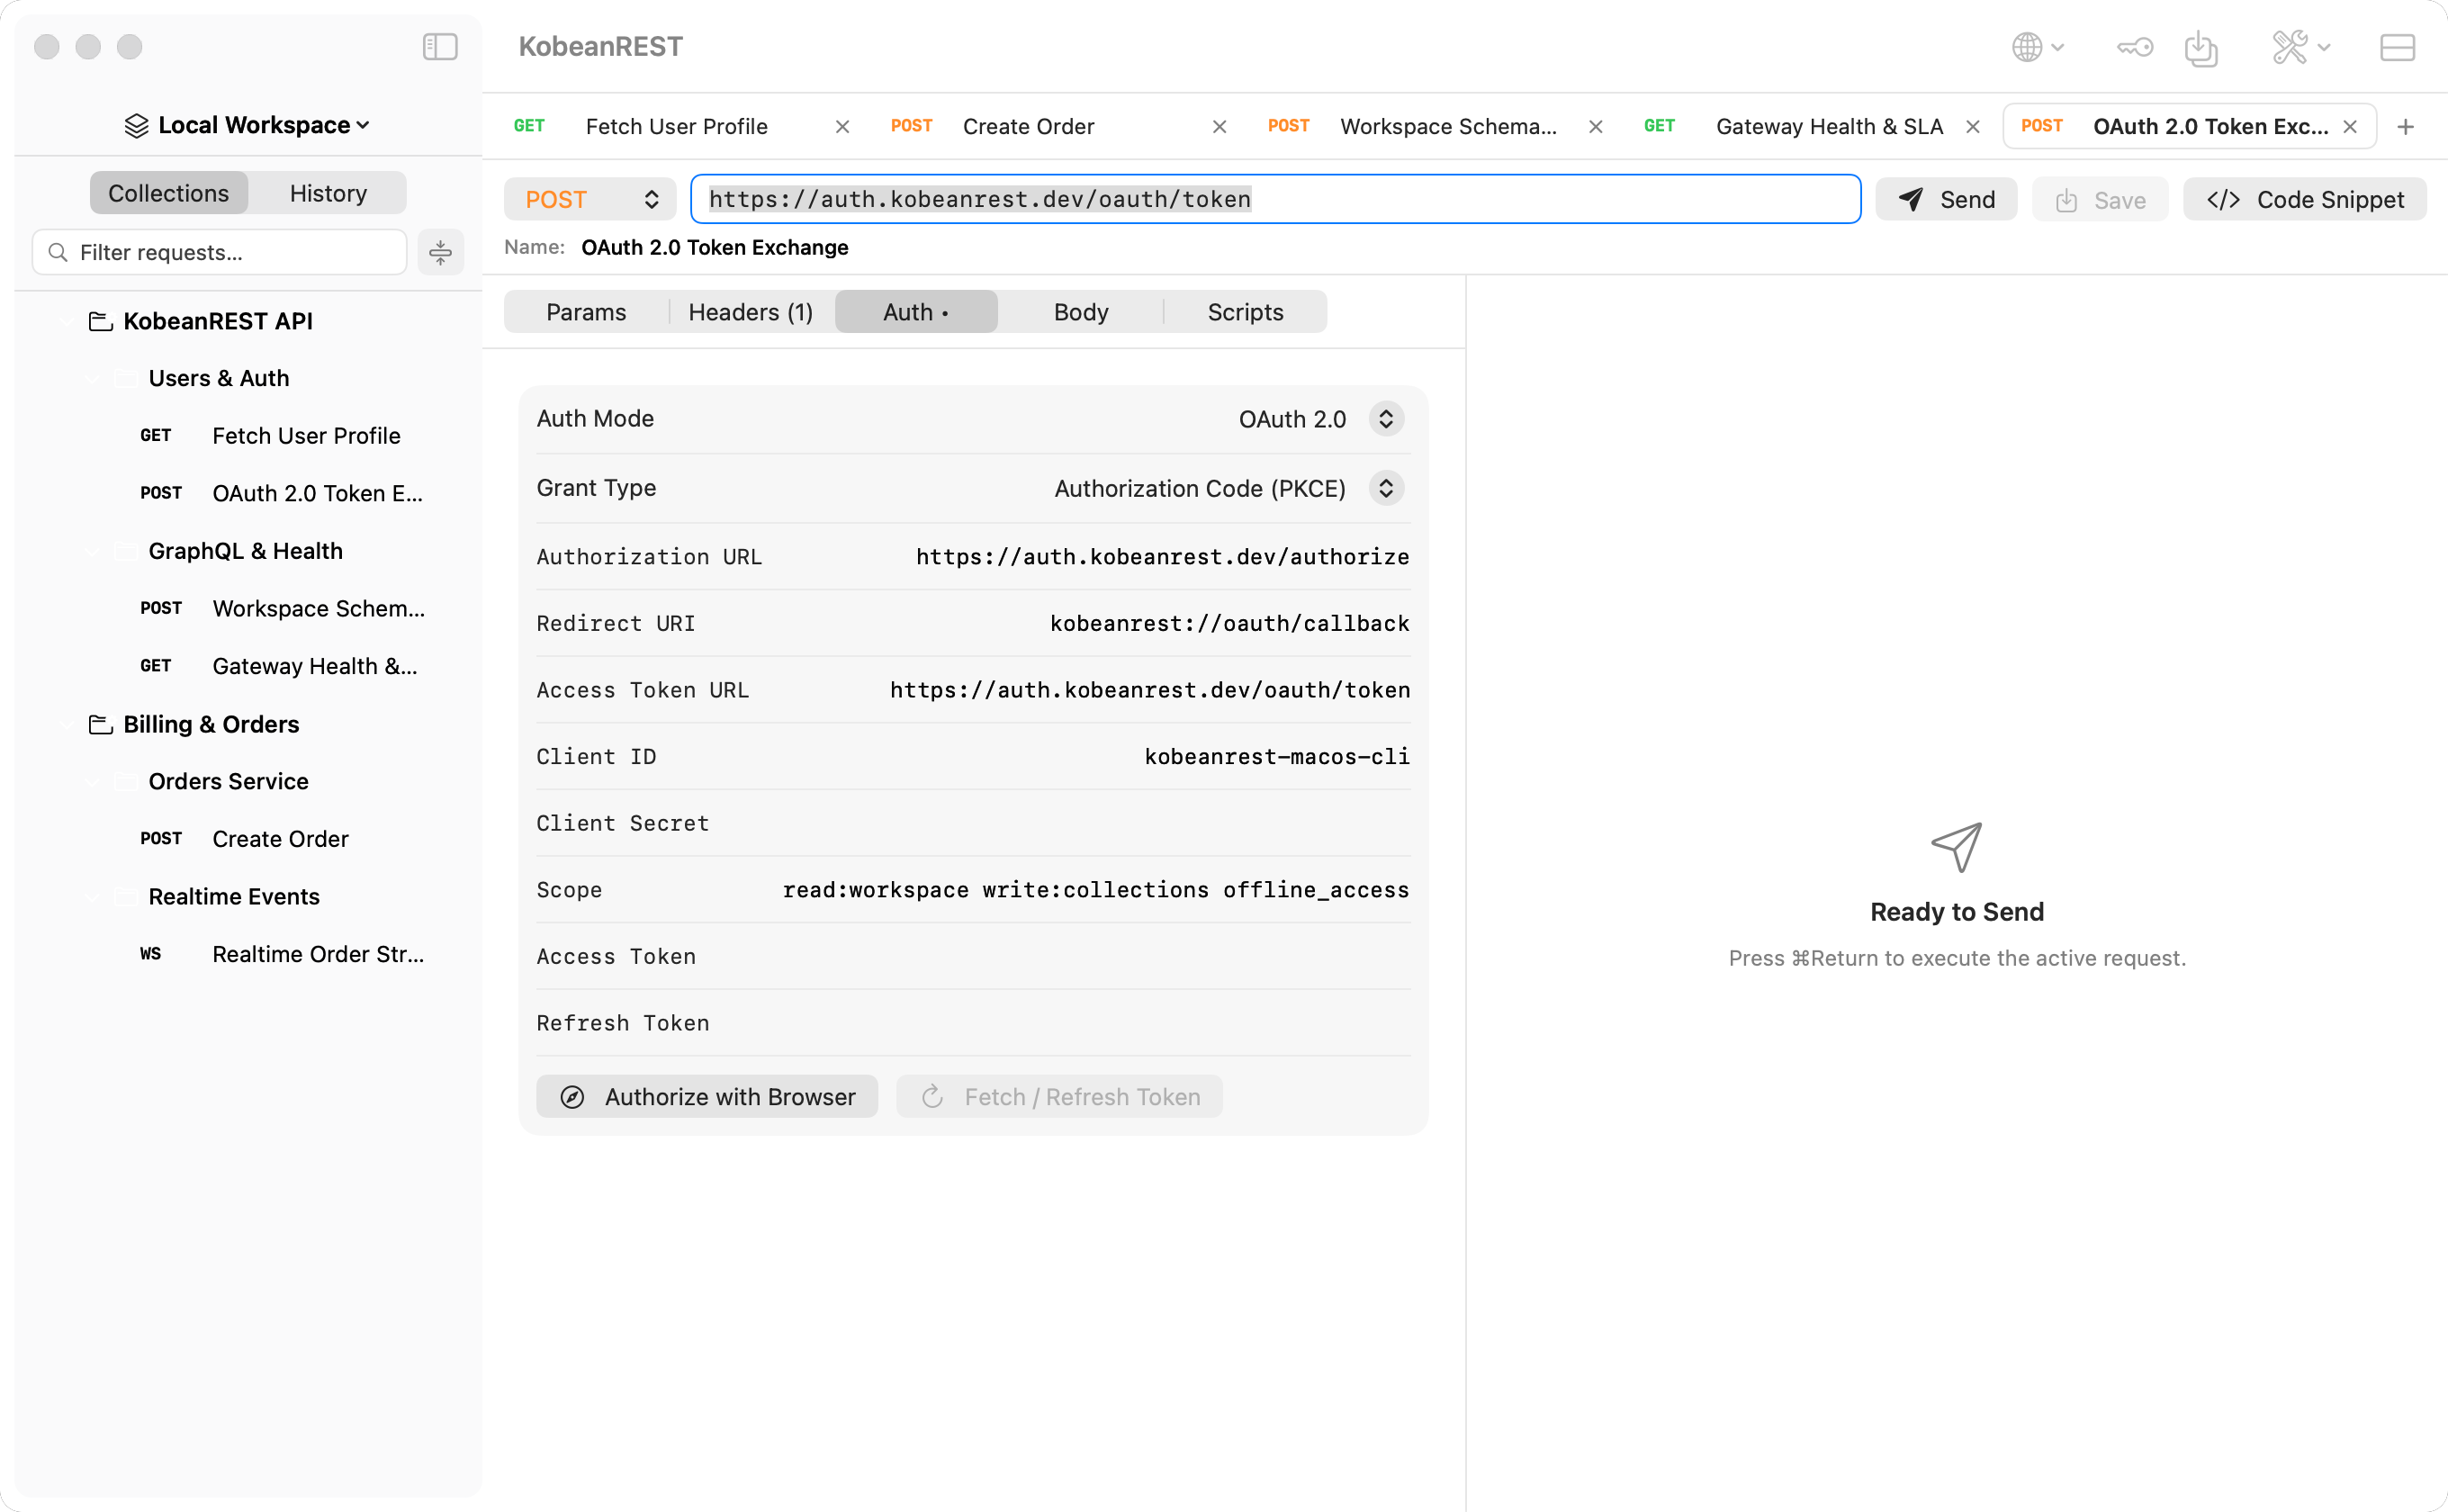 KobeanREST
Local Workspace
Collections
History
Filter requests...
KobeanREST API
Users & Auth
GET Fetch User Profile
POST OAuth 2.0 Token E...
GraphQL & Health
POST Workspace Schem...
GET Gateway Health &...
Billing & Orders
Orders Service
POST Create Order
Realtime Events
WS Realtime Order Str...
GET Fetch User Profile
POST Create Order
POST Workspace Schema...
GET Gateway Health & SLA
POST OAuth 2.0 Token Exc...
POST
https://auth.kobeanrest.dev/oauth/token
Send
Save
</> Code Snippet
Name: OAuth 2.0 Token Exchange
Params
Headers (1)
Auth •
Body
Scripts
Auth Mode OAuth 2.0
Grant Type Authorization Code (PKCE)
Authorization URL https://auth.kobeanrest.dev/authorize
Redirect URI kobeanrest://oauth/callback
Access Token URL https://auth.kobeanrest.dev/oauth/token
Client ID kobeanrest-macos-cli
Client Secret
Scope read:workspace write:collections offline_access
Access Token
Refresh Token
Authorize with Browser
Fetch / Refresh Token
Ready to Send
Press ⌘Return to execute the active request.